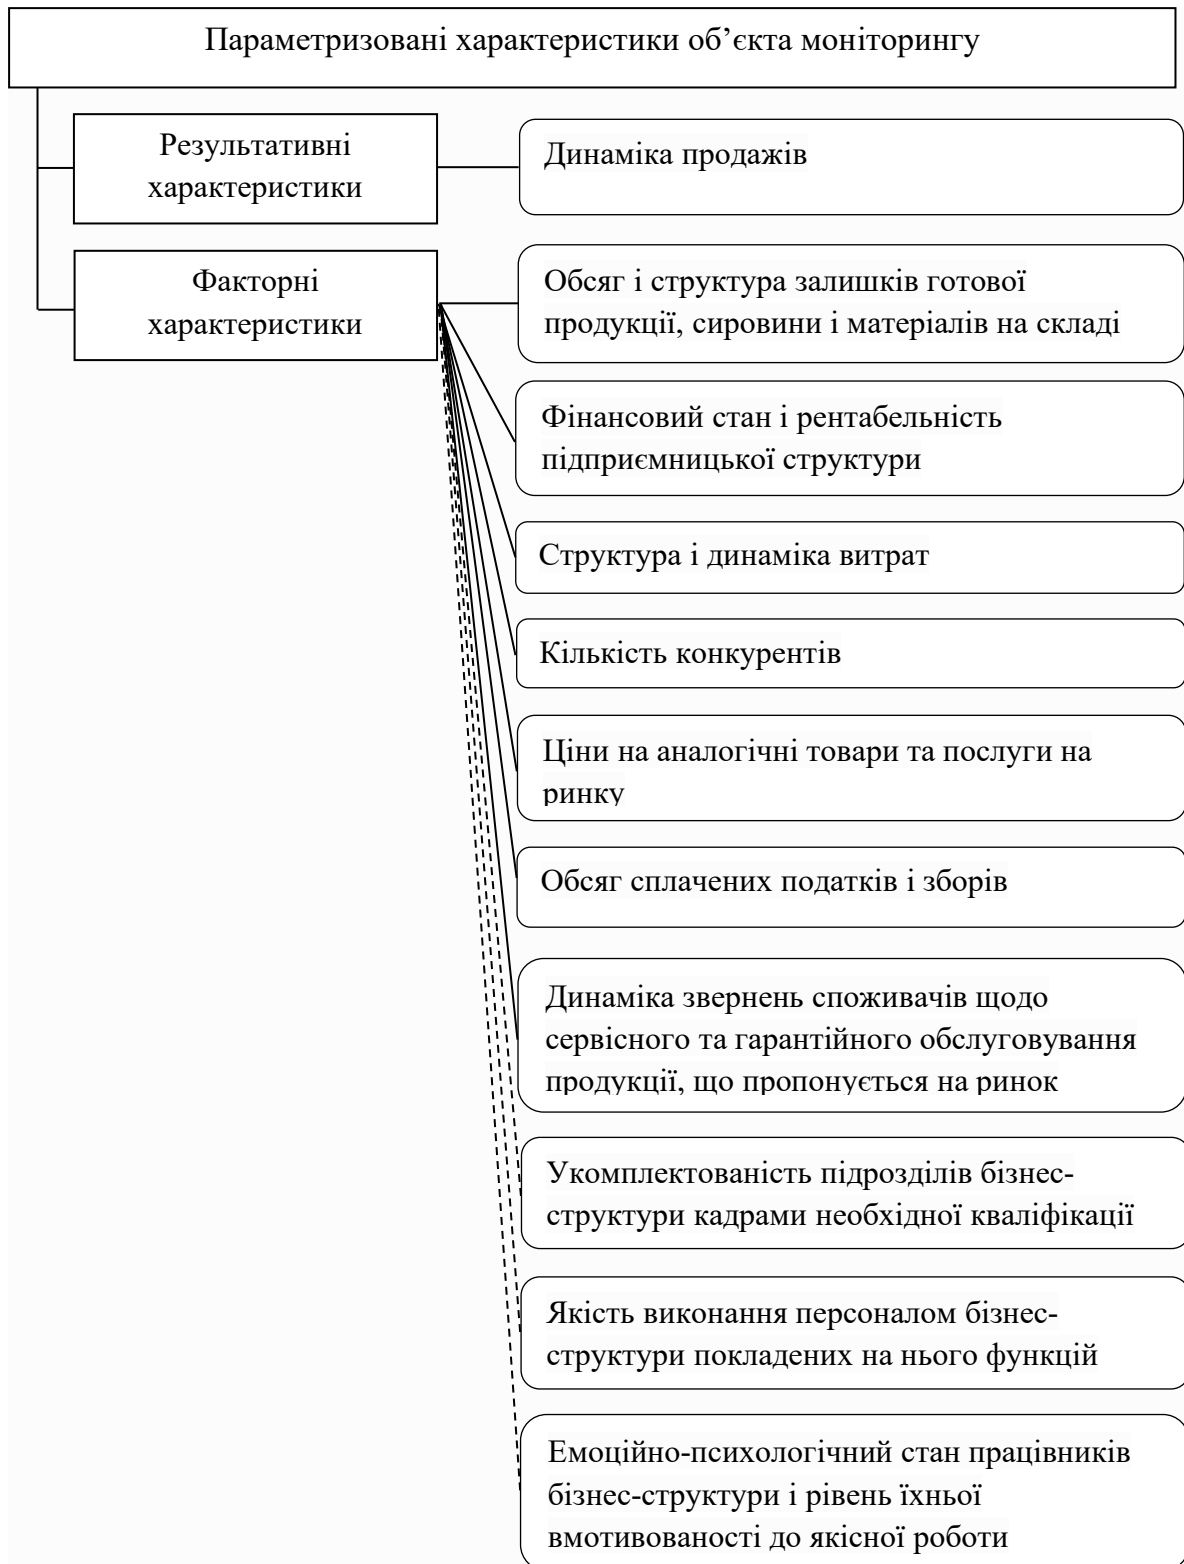 Параметризовані характеристики об’єкта моніторингу
Результативні
характеристики
Динаміка продажів
Факторні
характеристики
Обсяг і структура залишків готової
продукції, сировини і матеріалів на складі
Фінансовий стан і рентабельність
підприємницької структури
Структура і динаміка витрат
Кількість конкурентів
Ціни на аналогічні товари та послуги на
ринку
Обсяг сплачених податків і зборів
Динаміка звернень споживачів щодо
сервісного та гарантійного обслуговування
продукції, що пропонується на ринок
Укомплектованість підрозділів бізнес-
структури кадрами необхідної кваліфікації
Якість виконання персоналом бізнес-
структури покладених на нього функцій
Емоційно-психологічний стан працівників
бізнес-структури і рівень їхньої
вмотивованості до якісної роботи